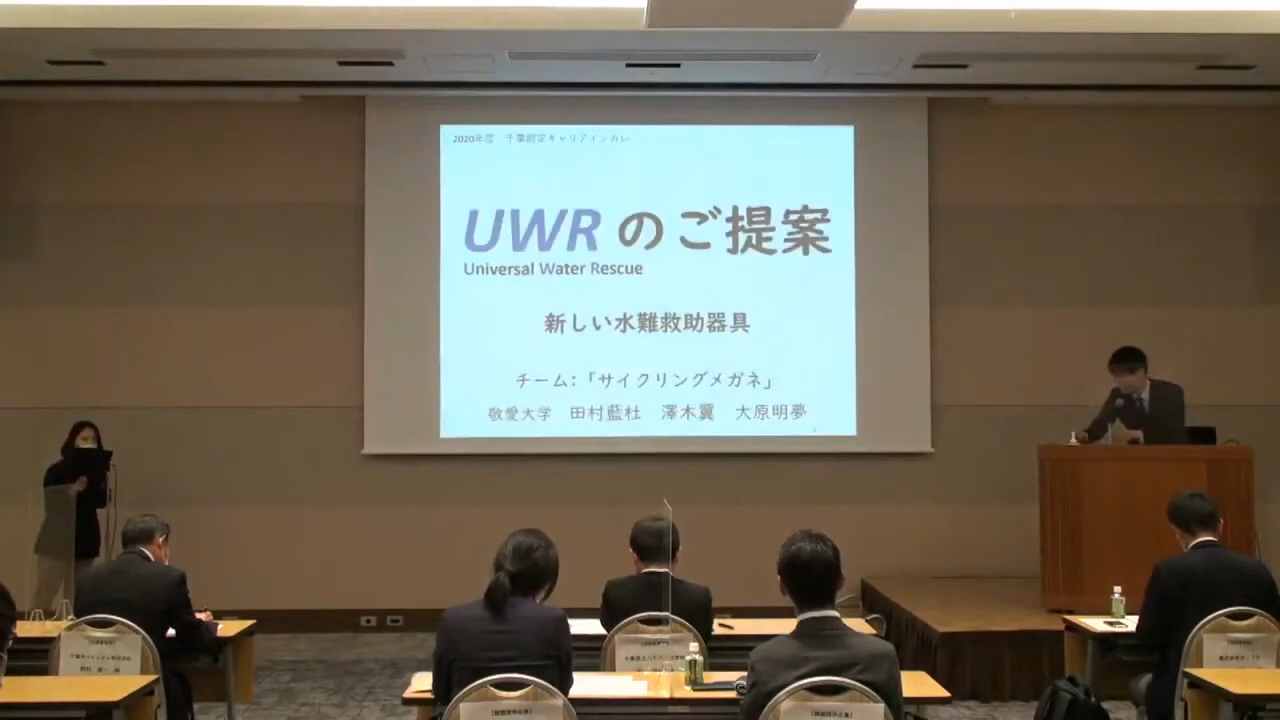 2020年度 千葉限定キャリアインカレ
UWR のご提案
Universal Water Rescue
新しい水難救助器具
チーム:「サイクリングメガネ」
敬愛大学 田村藍杜 澤木翼 大原明夢